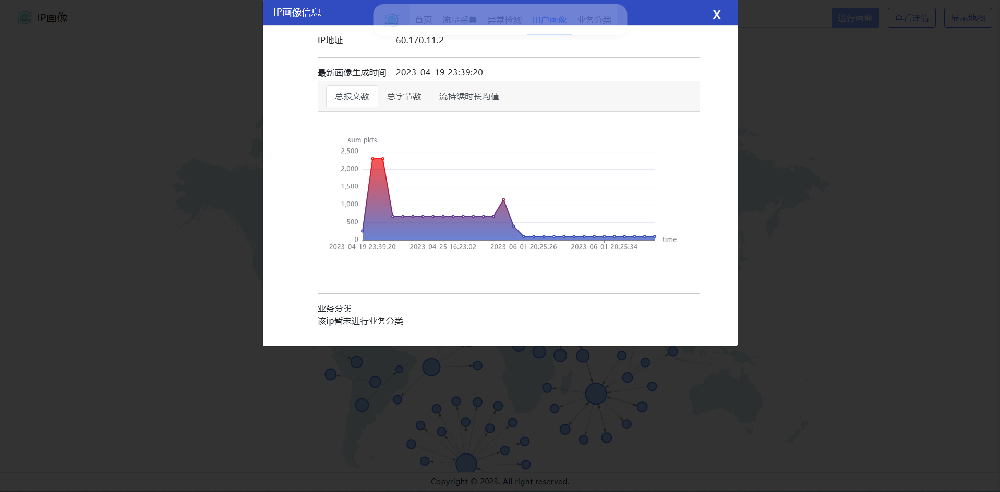 IP画像
IP画像信息
X
首页 流量采集 异常检测 用户画像 业务分类
进行画像
查看详情
显示地图
IP地址 60.170.11.2
最新画像生成时间 2023-04-19 23:39:20
总报文数 总字节数 流持续时长均值
sum pkts
2,500
2,000
1,500
1,000
500
0
time
2023-04-19 23:39:20 2023-04-25 16:23:02 2023-06-01 20:25:26 2023-06-01 20:25:34
业务分类
该ip暂未进行业务分类
Copyright © 2023. All right reserved.